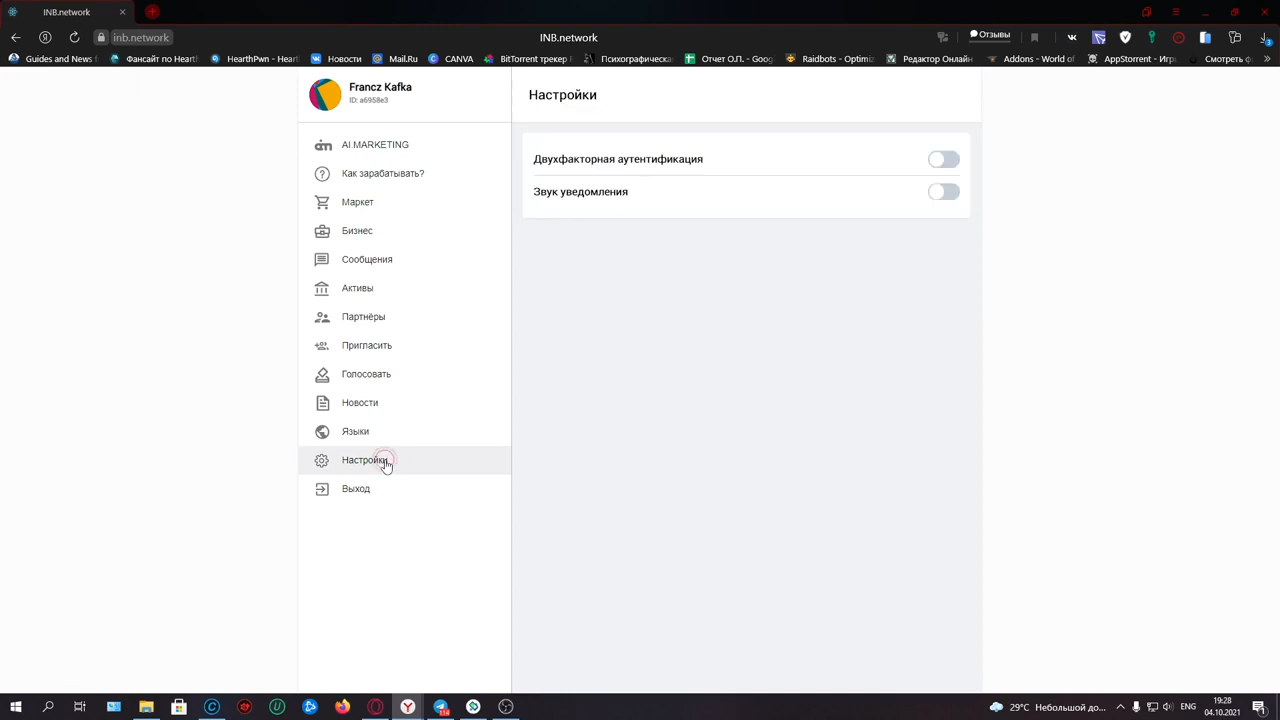 INB.network
inb.network
INB.network
Отзывы
Guides and News
Фансайт по Heart
HearthPwn - Heart
Новости
Mail.Ru
CANVA
BitTorrent трекер
Психографическа
Отчет О.П. - Goog
Raidbots - Optimiz
Редактор Онлайн
Addons - World of
AppStorrent - Игры
Смотреть
Francz Kafka
ID: a6958e3
Настройки
AI.MARKETING
Как зарабатывать?
Маркет
Бизнес
Сообщения
Активы
Партнёры
Пригласить
Голосовать
Новости
Языки
Настройки
Выход
Двухфакторная аутентификация
Звук уведомления
29°C Небольшой до...
ENG
19:28
04.10.2021